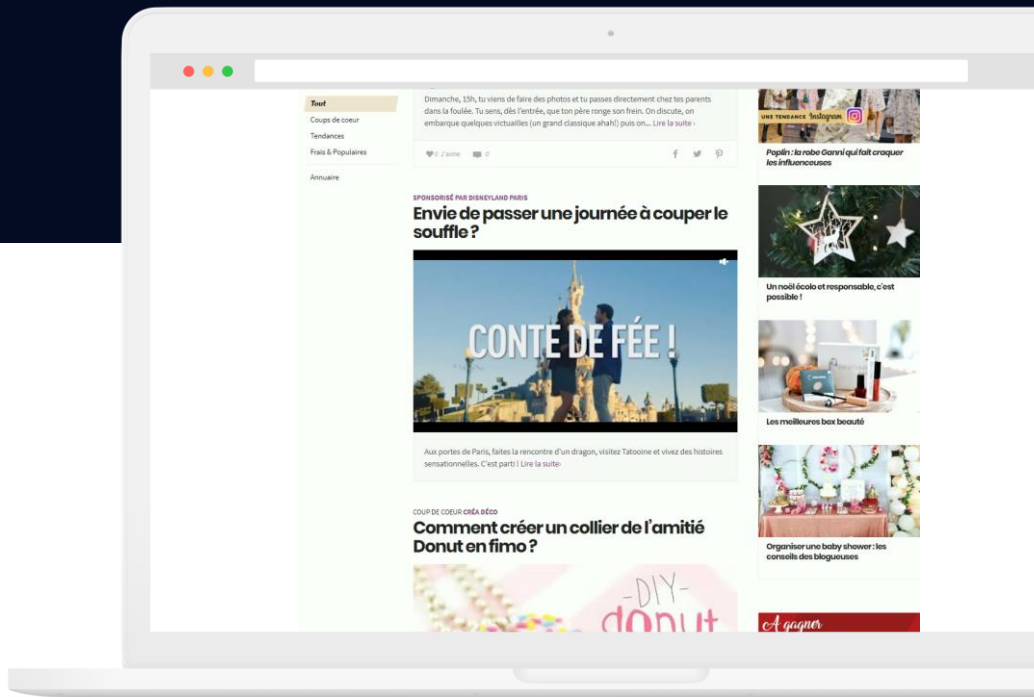 Tout
Coups de coeur
Tendances
Frais & Populaires
Annuaire
Dimanche, 15h, tu viens de faire des photos et tu passes directement chez tes parents
dans la foulée. Tu sens, dès l'entrée, que ton père ronge son frein. On discute, on
embarque quelques victuailles (un grand classique ahah!) puis on... Lire la suite ›
0 J'aime 0
SPONSORISÉ PAR DISNEYLAND PARIS
Envie de passer une journée à couper le
souffle ?
CONTE DE FÉE !
Aux portes de Paris, faites la rencontre d'un dragon, visitez Tatooine et vivez des histoires
sensationnelles. C'est parti ! Lire la suite›
COUP DE COEUR CRÉA DÉCO
Comment créer un collier de l'amitié
Donut en fimo ?
-DIY-
donut
UNE TENDANCE Instagram
Poplin : la robe Ganni qui fait craquer
les influenceuses
Un noël écolo et responsable, c'est
possible !
Les meilleures box beauté
Organiser une baby shower : les
conseils des blogueuses
A gagner